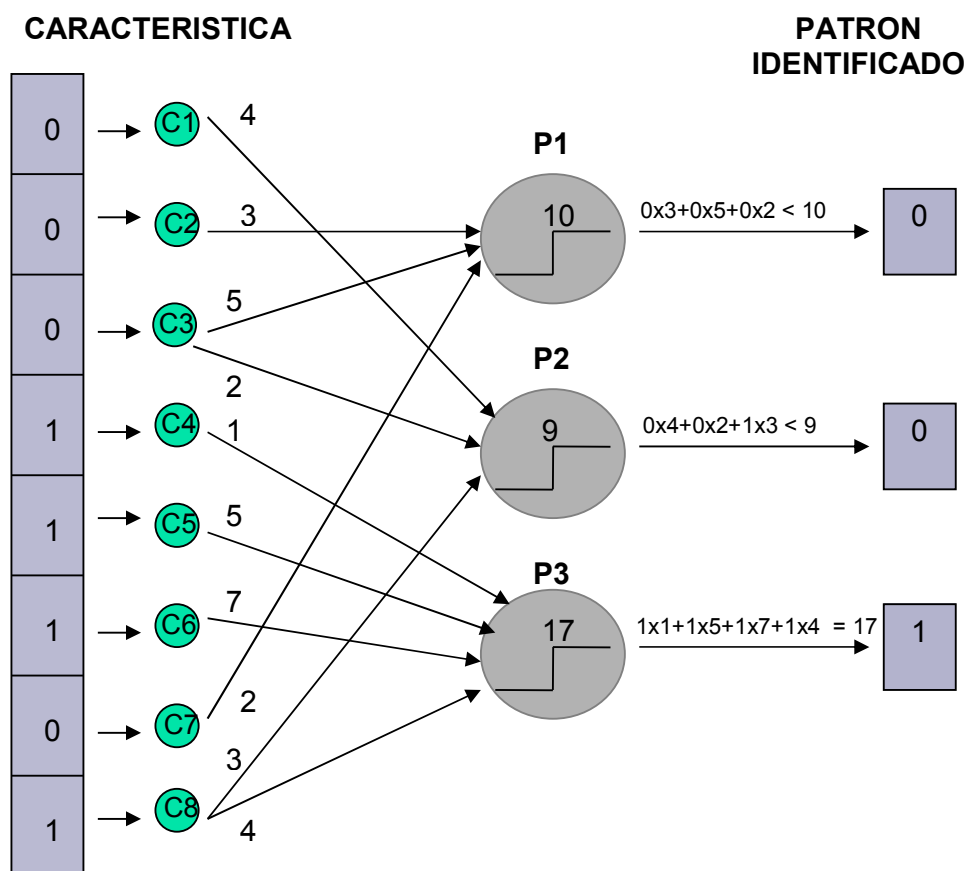 CARACTERISTICA
PATRON
IDENTIFICADO
0
C1
4
P1
0
C2
3
10
0x3+0x5+0x2 < 10
0
0
C3
5
P2
2
1
C4
1
9
0x4+0x2+1x3 < 9
0
1
C5
5
P3
1
C6
7
17
1x1+1x5+1x7+1x4 = 17
1
0
C7
2
3
1
C8
4